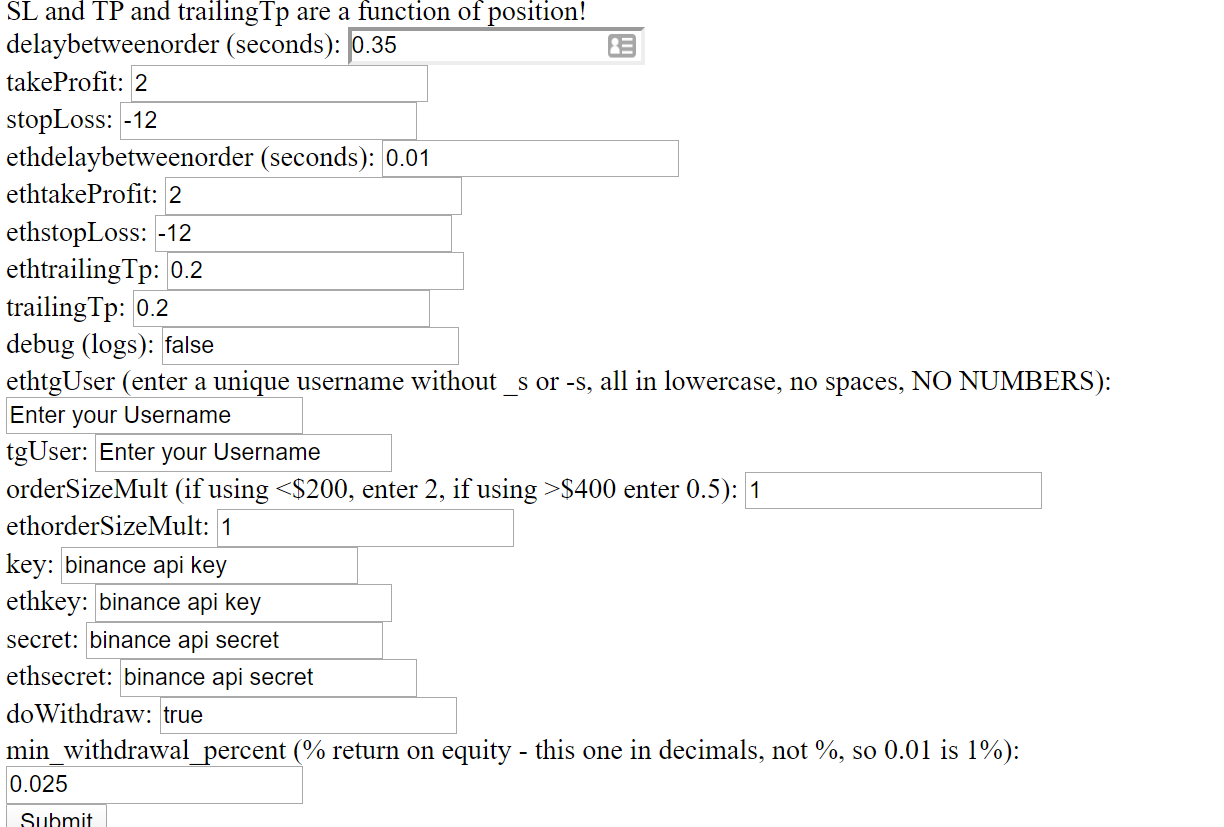 SL and TP and trailingTp are a function of position!
delaybetweenorder (seconds): 0.35
takeProfit: 2
stopLoss: -12
ethdelaybetweenorder (seconds): 0.01
ethtakeProfit: 2
ethstopLoss: -12
ethtrailingTp: 0.2
trailingTp: 0.2
debug (logs): false
ethtgUser (enter a unique username without _s or -s, all in lowercase, no spaces, NO NUMBERS):
Enter your Username
tgUser: Enter your Username
orderSizeMult (if using <$200, enter 2, if using >$400 enter 0.5): 1
ethorderSizeMult: 1
key: binance api key
ethkey: binance api key
secret: binance api secret
ethsecret: binance api secret
doWithdraw: true
min_withdrawal_percent (% return on equity - this one in decimals, not %, so 0.01 is 1%):
0.025
Submit